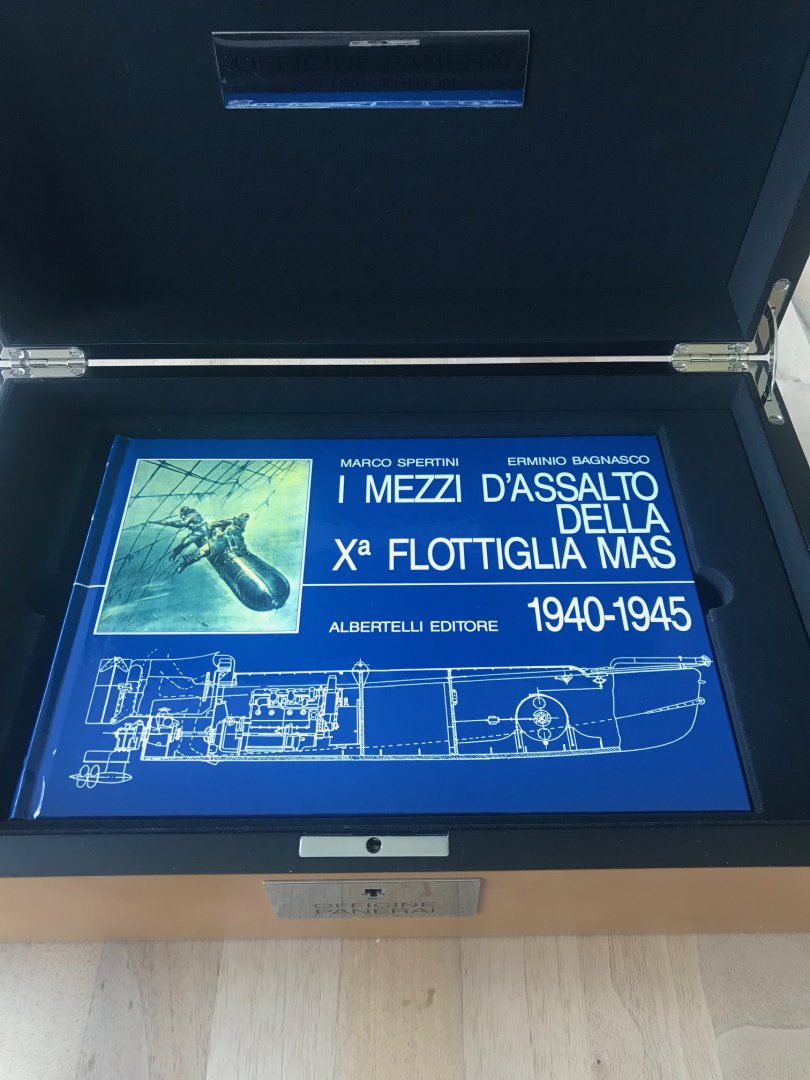 OFFICINE PANERAI
SPECIAL EDITION
MARCO SPERTINI ERMINIO BAGNASCO
I MEZZI D'ASSALTO
DELLA
Xª FLOTTIGLIA MAS
ALBERTELLI EDITORE 1940-1945
OFFICINE
PANERAI